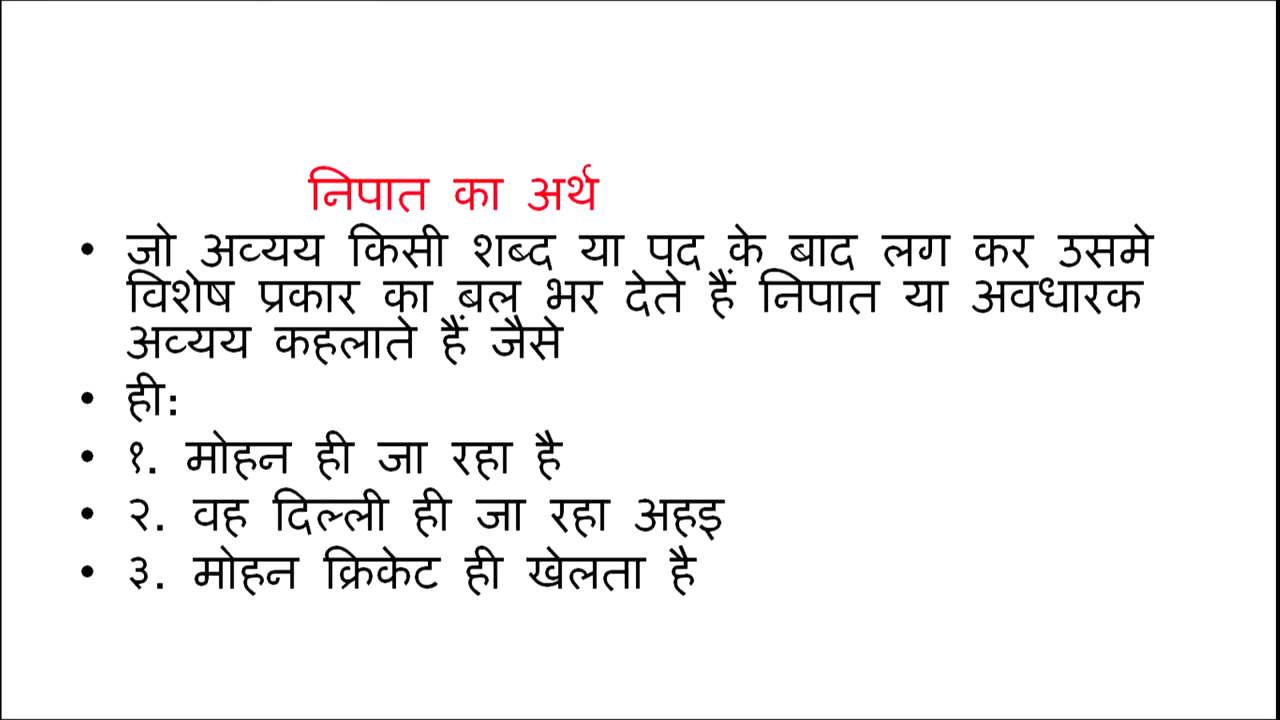 निपात का अर्थ
• जो अव्यय किसी शब्द या पद के बाद लग कर उसमे
विशेष प्रकार का बल भर देते हैं निपात या अवधारक
अव्यय कहलाते हैं जैसे
• ही:
• १. मोहन ही जा रहा है
• २. वह दिल्ली ही जा रहा अहइ
• ३. मोहन क्रिकेट ही खेलता है